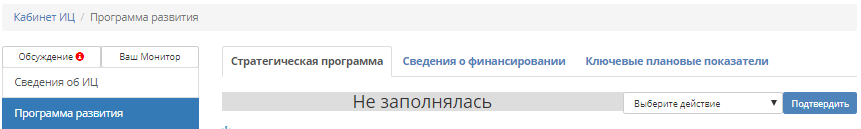 Кабинет ИЦ / Программа развития
Обсуждение Ваш Монитор
Стратегическая программа Сведения о финансировании Ключевые плановые показатели
Сведения об ИЦ
Не заполнялась Выберите действие Подтвердить
Программа развития